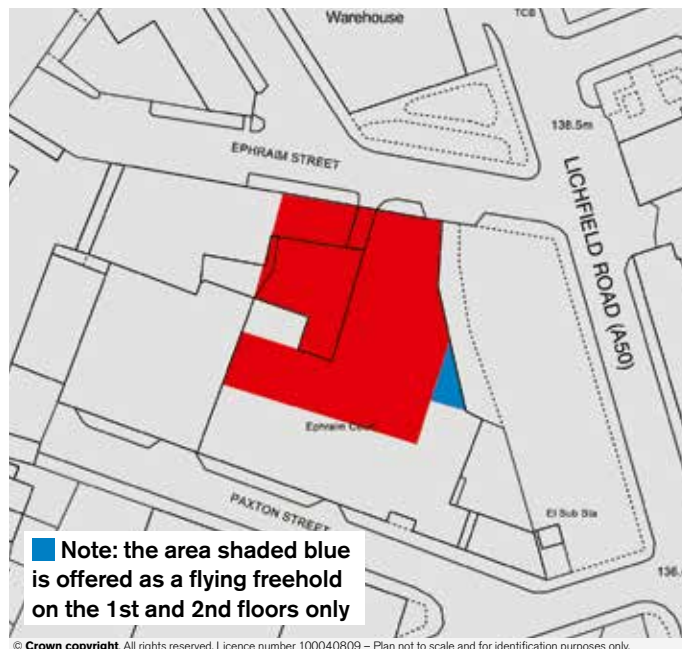 Warehouse
TCB
138.5m
EPHRAIM STREET
LICHFIELD ROAD (A50)
Ephraim Court
El Sub Sta
PAXTON STREET
136.
Note: the area shaded blue
is offered as a flying freehold
on the 1st and 2nd floors only
© Crown copyright. All rights reserved. Licence number 100040809 – Plan not to scale and for identification purposes only.